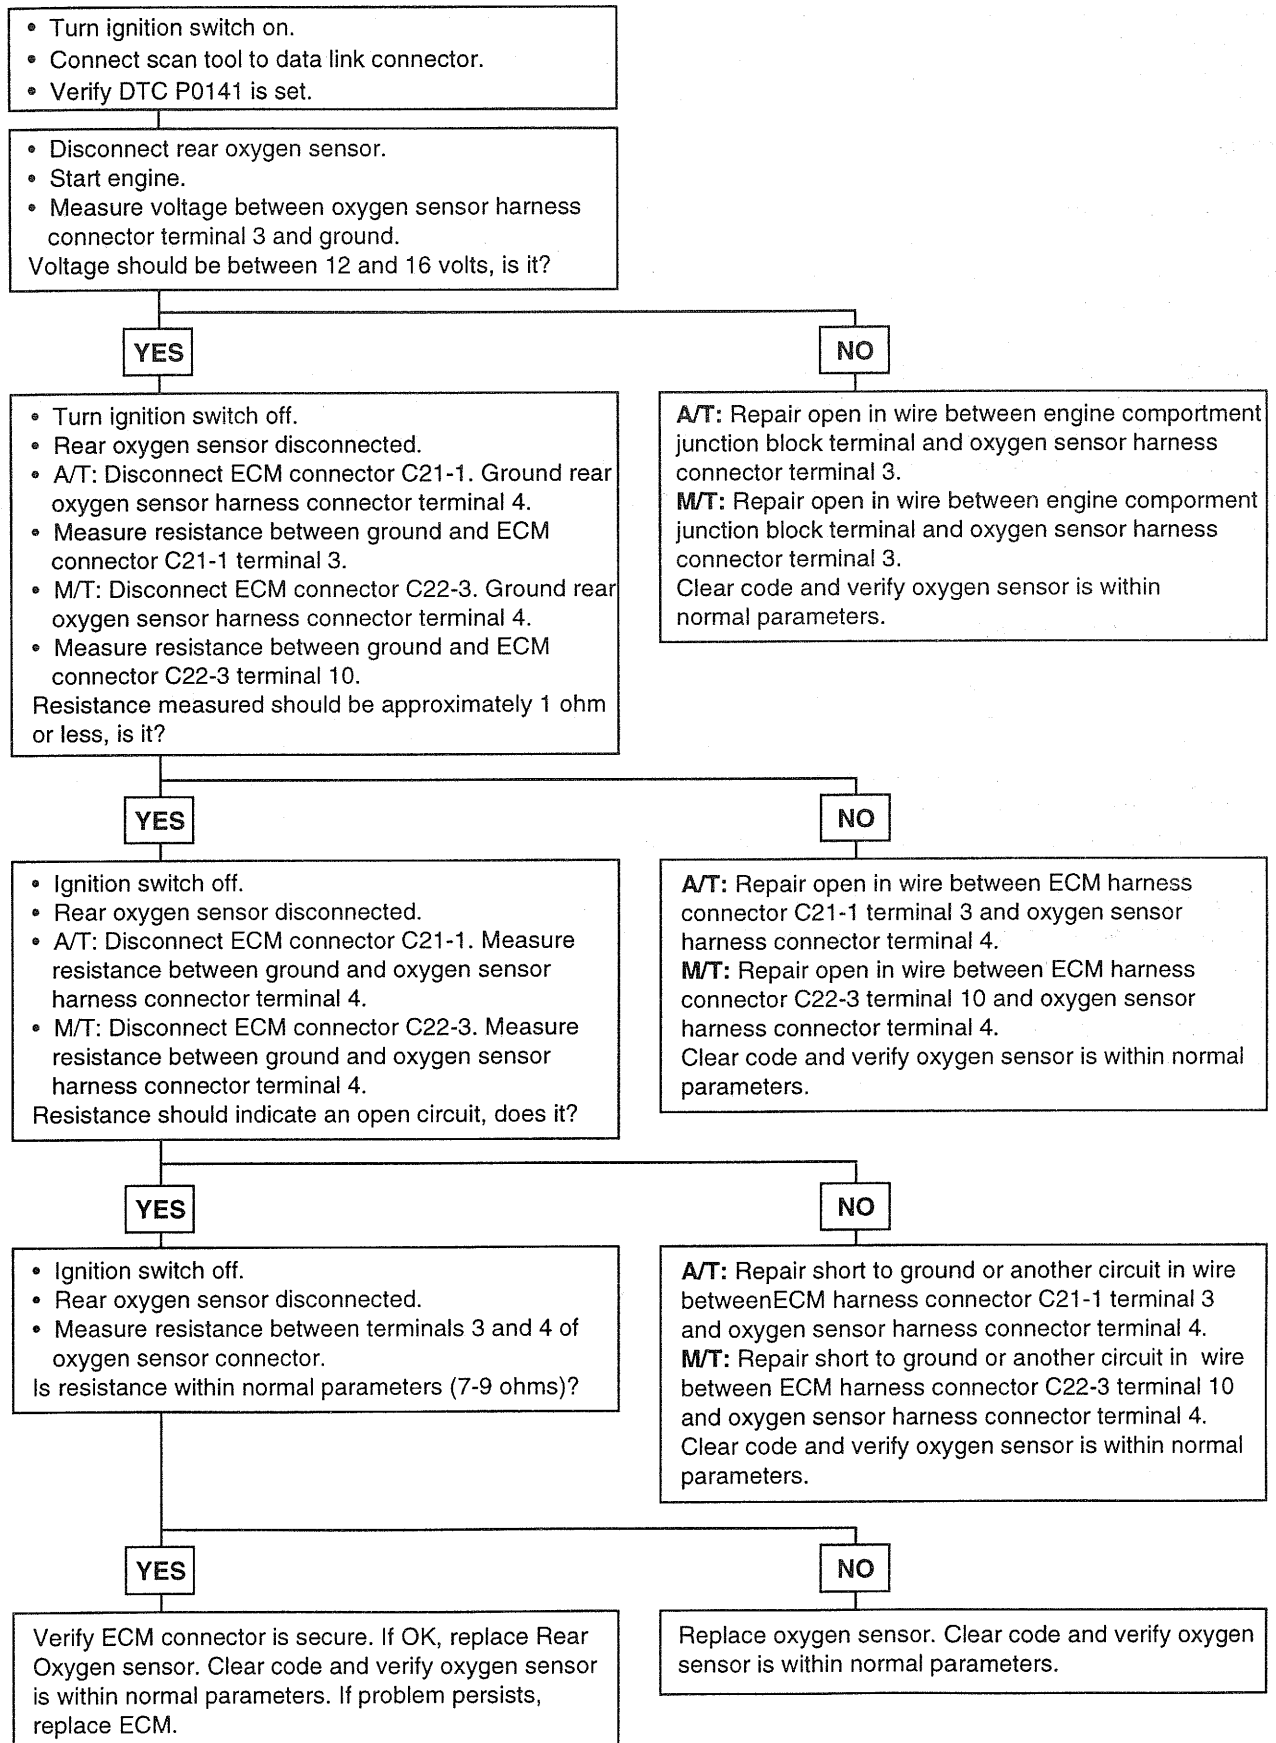 • Turn ignition switch on.
• Connect scan tool to data link connector.
• Verify DTC P0141 is set.
• Disconnect rear oxygen sensor.
• Start engine.
• Measure voltage between oxygen sensor harness
connector terminal 3 and ground.
Voltage should be between 12 and 16 volts, is it?
YES
NO
• Turn ignition switch off.
• Rear oxygen sensor disconnected.
• A/T: Disconnect ECM connector C21-1. Ground rear
oxygen sensor harness connector terminal 4.
• Measure resistance between ground and ECM
connector C21-1 terminal 3.
• M/T: Disconnect ECM connector C22-3. Ground rear
oxygen sensor harness connector terminal 4.
• Measure resistance between ground and ECM
connector C22-3 terminal 10.
Resistance measured should be approximately 1 ohm
or less, is it?
A/T: Repair open in wire between engine comportment
junction block terminal and oxygen sensor harness
connector terminal 3.
M/T: Repair open in wire between engine comporment
junction block terminal and oxygen sensor harness
connector terminal 3.
Clear code and verify oxygen sensor is within
normal parameters.
YES
NO
• Ignition switch off.
• Rear oxygen sensor disconnected.
• A/T: Disconnect ECM connector C21-1. Measure
resistance between ground and oxygen sensor
harness connector terminal 4.
• M/T: Disconnect ECM connector C22-3. Measure
resistance between ground and oxygen sensor
harness connector terminal 4.
Resistance should indicate an open circuit, does it?
A/T: Repair open in wire between ECM harness
connector C21-1 terminal 3 and oxygen sensor
harness connector terminal 4.
M/T: Repair open in wire between ECM harness
connector C22-3 terminal 10 and oxygen sensor
harness connector terminal 4.
Clear code and verify oxygen sensor is within normal
parameters.
YES
NO
• Ignition switch off.
• Rear oxygen sensor disconnected.
• Measure resistance between terminals 3 and 4 of
oxygen sensor connector.
Is resistance within normal parameters (7-9 ohms)?
A/T: Repair short to ground or another circuit in wire
betweenECM harness connector C21-1 terminal 3
and oxygen sensor harness connector terminal 4.
M/T: Repair short to ground or another circuit in wire
between ECM harness connector C22-3 terminal 10
and oxygen sensor harness connector terminal 4.
Clear code and verify oxygen sensor is within normal
parameters.
YES
NO
Verify ECM connector is secure. If OK, replace Rear
Oxygen sensor. Clear code and verify oxygen sensor
is within normal parameters. If problem persists,
replace ECM.
Replace oxygen sensor. Clear code and verify oxygen
sensor is within normal parameters.